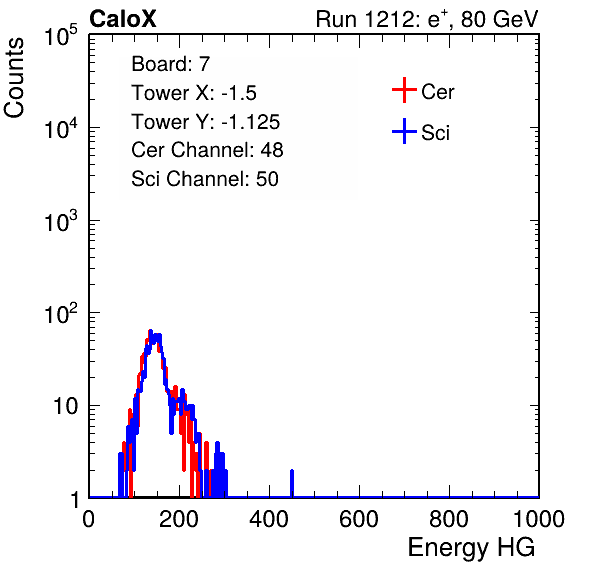 CaloX Run 1212: e⁺, 80 GeV
Counts
Board: 7
Tower X: -1.5
Tower Y: -1.125
Cer Channel: 48
Sci Channel: 50
Cer
Sci
10⁵
10⁴
10³
10²
10
1
0 200 400 600 800 1000
Energy HG